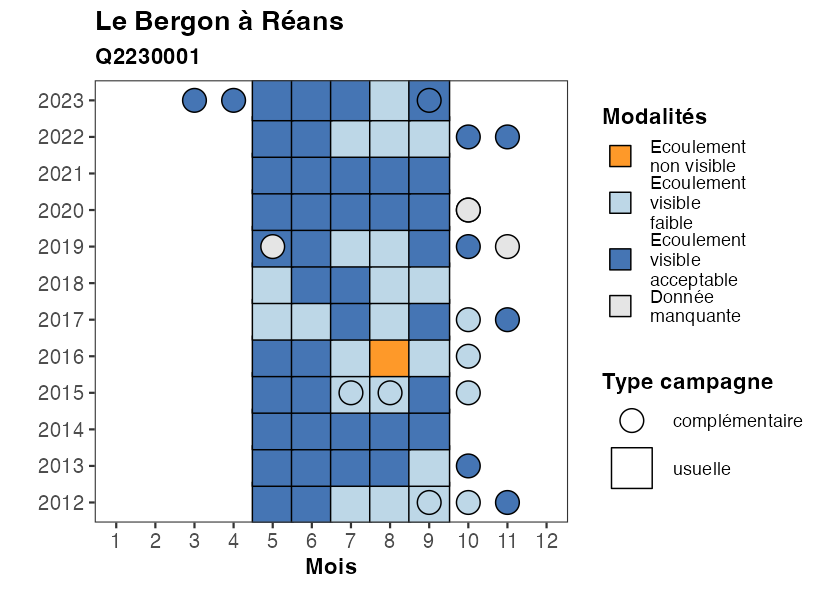 Le Bergon à Réans
Q2230001
2023
2022
2021
2020
2019
2018
2017
2016
2015
2014
2013
2012
1 2 3 4 5 6 7 8 9 10 11 12
Mois
Modalités
Ecoulement
non visible
Ecoulement
visible
faible
Ecoulement
visible
acceptable
Donnée
manquante
Type campagne
complémentaire
usuelle